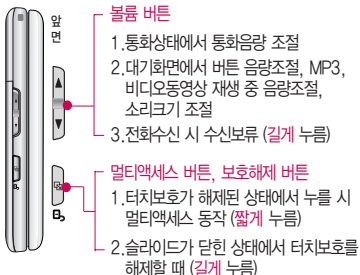 앞
면
볼륨 버튼
1.통화상태에서 통화음량 조절
2.대기화면에서 버튼 음량조절, MP3,
비디오동영상 재생 중 음량조절,
소리크기 조절
3.전화수신 시 수신보류 (길게 누름)
멀티액세스 버튼, 보호해제 버튼
1.터치보호가 해제된 상태에서 누를 시
멀티액세스 동작 (짧게 누름)
2.슬라이드가 닫힌 상태에서 터치보호를
해제할 때 (길게 누름)